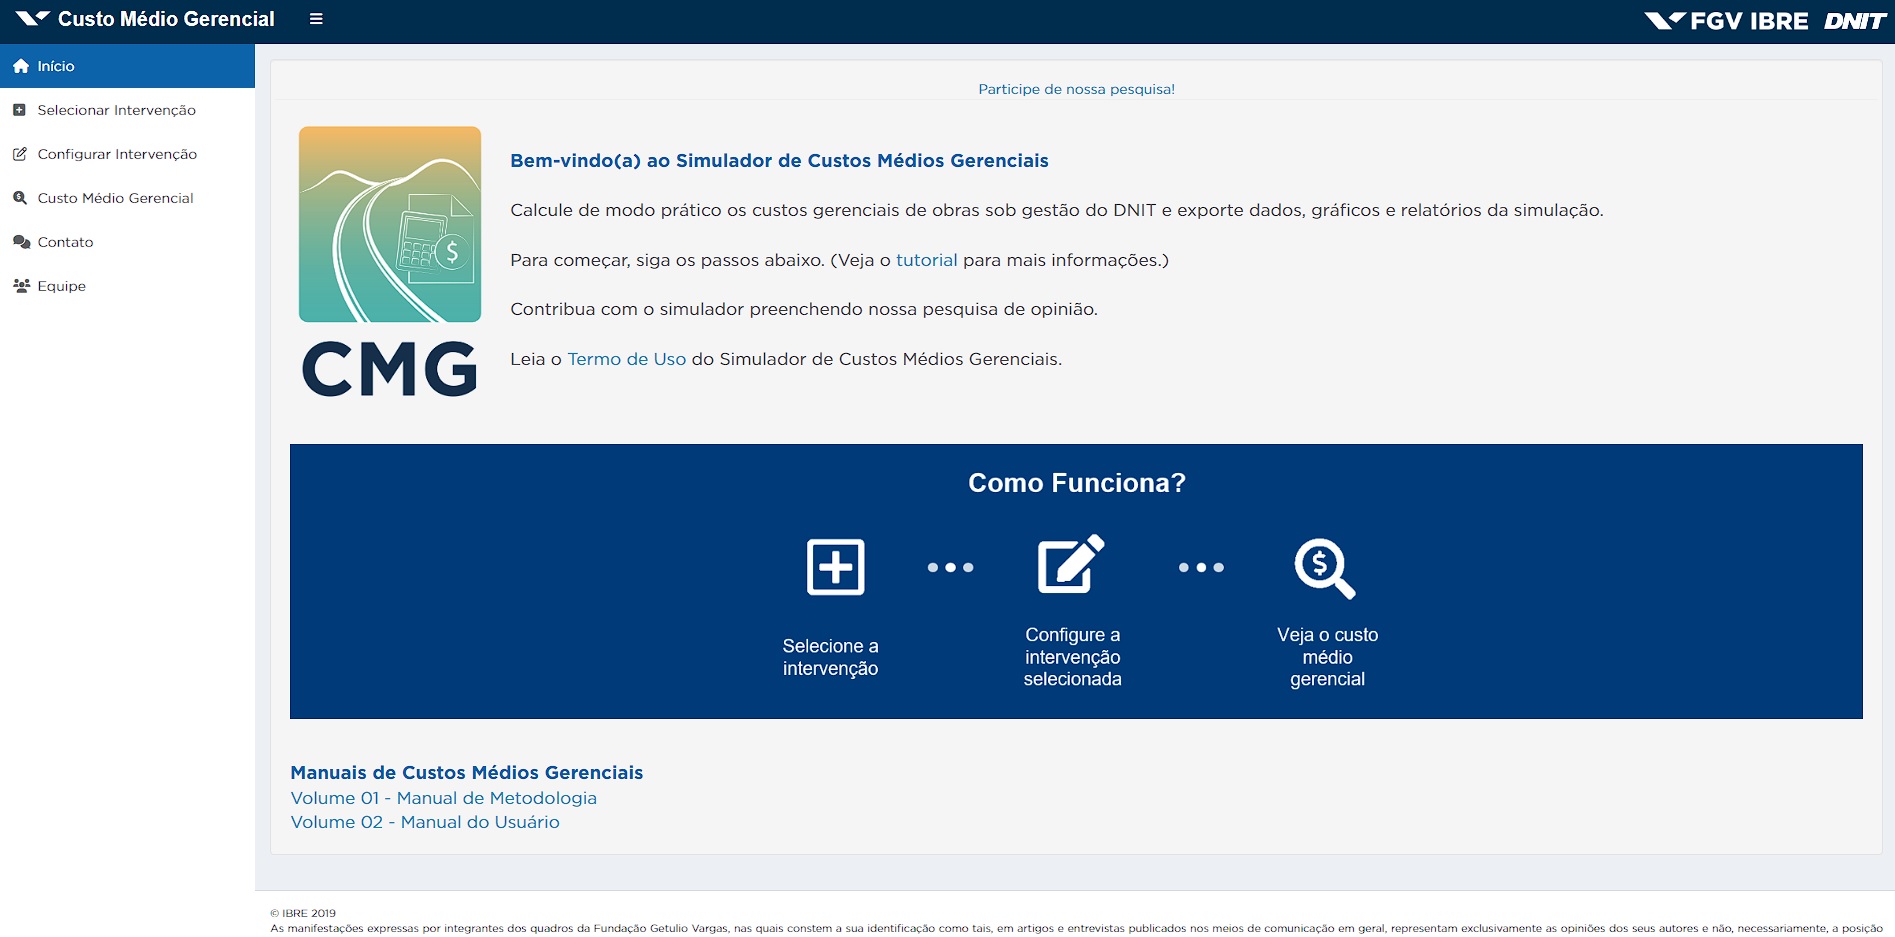 Custo Médio Gerencial
FGV IBRE DNIT
Início
Selecionar Intervenção
Configurar Intervenção
Custo Médio Gerencial
Contato
Equipe
Participe de nossa pesquisa!
CMG
Bem-vindo(a) ao Simulador de Custos Médios Gerenciais
Calcule de modo prático os custos gerenciais de obras sob gestão do DNIT e exporte dados, gráficos e relatórios da simulação.
Para começar, siga os passos abaixo. (Veja o tutorial para mais informações.)
Contribua com o simulador preenchendo nossa pesquisa de opinião.
Leia o Termo de Uso do Simulador de Custos Médios Gerenciais.
Como Funciona?
Selecione a
intervenção
Configure a
intervenção
selecionada
Veja o custo
médio
gerencial
Manuais de Custos Médios Gerenciais
Volume 01 - Manual de Metodologia
Volume 02 - Manual do Usuário
© IBRE 2019
As manifestações expressas por integrantes dos quadros da Fundação Getulio Vargas, nas quais constem a sua identificação como tais, em artigos e entrevistas publicados nos meios de comunicação em geral, representam exclusivamente as opiniões dos seus autores e não, necessariamente, a posição